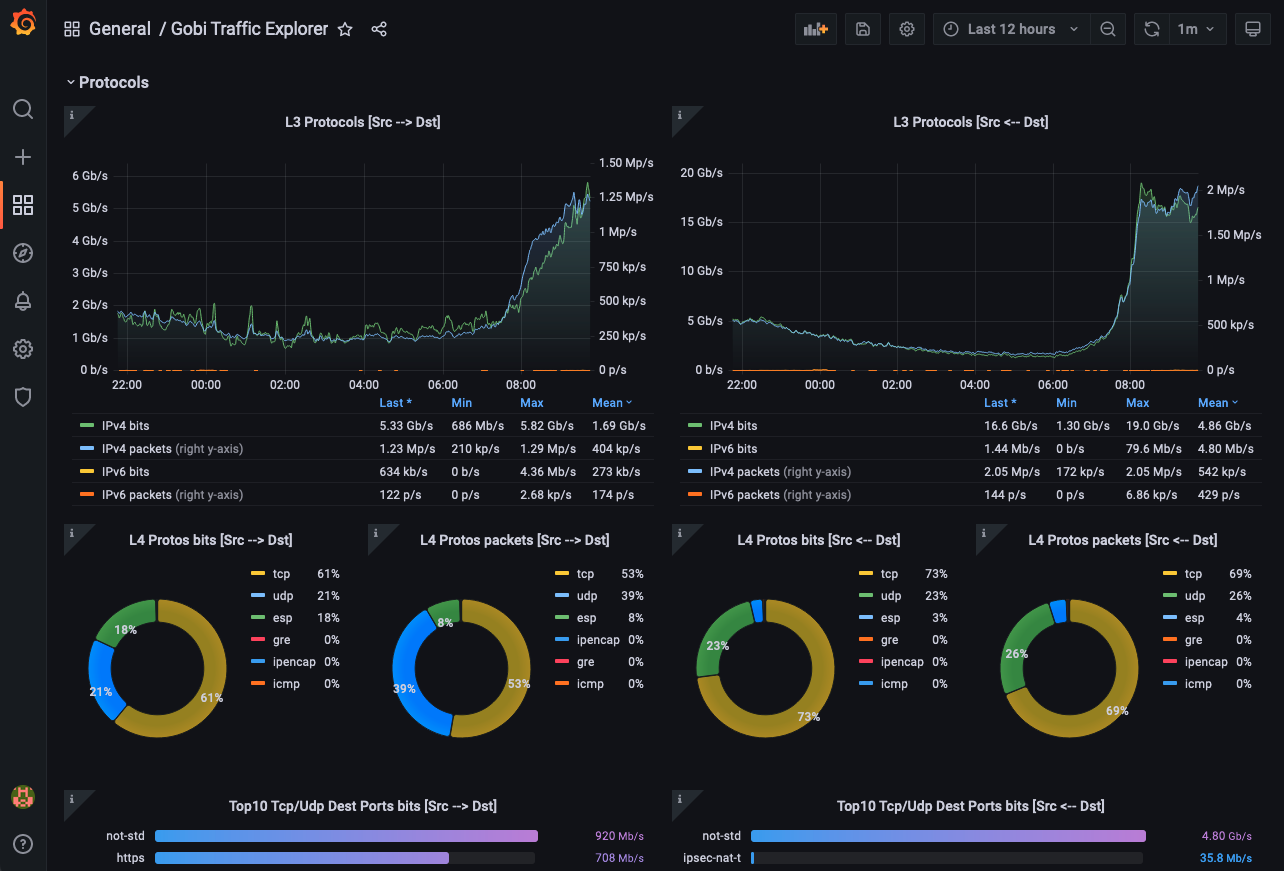 General / Gobi Traffic Explorer
Last 12 hours
1m
Protocols
i
L3 Protocols [Src --> Dst]
6 Gb/s
5 Gb/s
4 Gb/s
3 Gb/s
2 Gb/s
1 Gb/s
0 b/s
1.50 Mp/s
1.25 Mp/s
1 Mp/s
750 kp/s
500 kp/s
250 kp/s
0 p/s
22:00 00:00 02:00 04:00 06:00 08:00
Last * Min Max Mean
IPv4 bits 5.33 Gb/s 686 Mb/s 5.82 Gb/s 1.69 Gb/s
IPv4 packets (right y-axis) 1.23 Mp/s 210 kp/s 1.29 Mp/s 404 kp/s
IPv6 bits 634 kb/s 0 b/s 4.36 Mb/s 273 kb/s
IPv6 packets (right y-axis) 122 p/s 0 p/s 2.68 kp/s 174 p/s
i
L3 Protocols [Src <-- Dst]
20 Gb/s
15 Gb/s
10 Gb/s
5 Gb/s
0 b/s
2 Mp/s
1.50 Mp/s
1 Mp/s
500 kp/s
0 p/s
22:00 00:00 02:00 04:00 06:00 08:00
Last * Min Max Mean
IPv4 bits 16.6 Gb/s 1.30 Gb/s 19.0 Gb/s 4.86 Gb/s
IPv6 bits 1.44 Mb/s 0 b/s 79.6 Mb/s 4.80 Mb/s
IPv4 packets (right y-axis) 2.05 Mp/s 172 kp/s 2.05 Mp/s 542 kp/s
IPv6 packets (right y-axis) 144 p/s 0 p/s 6.86 kp/s 429 p/s
i
L4 Protos bits [Src --> Dst]
18%
21%
61%
tcp 61%
udp 21%
esp 18%
gre 0%
ipencap 0%
icmp 0%
i
L4 Protos packets [Src --> Dst]
8%
39%
53%
tcp 53%
udp 39%
esp 8%
ipencap 0%
gre 0%
icmp 0%
i
L4 Protos bits [Src <-- Dst]
23%
73%
tcp 73%
udp 23%
esp 3%
gre 0%
ipencap 0%
icmp 0%
i
L4 Protos packets [Src <-- Dst]
26%
69%
tcp 69%
udp 26%
esp 4%
gre 0%
ipencap 0%
icmp 0%
i
Top10 Tcp/Udp Dest Ports bits [Src --> Dst]
not-std 920 Mb/s
https 708 Mb/s
i
Top10 Tcp/Udp Dest Ports bits [Src <-- Dst]
not-std 4.80 Gb/s
ipsec-nat-t 35.8 Mb/s